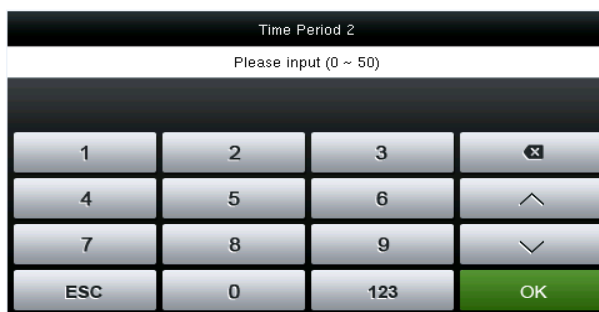 Time Period 2
Please input (0 ~ 50)
1 2 3
4 5 6
7 8 9
ESC 0 123 OK